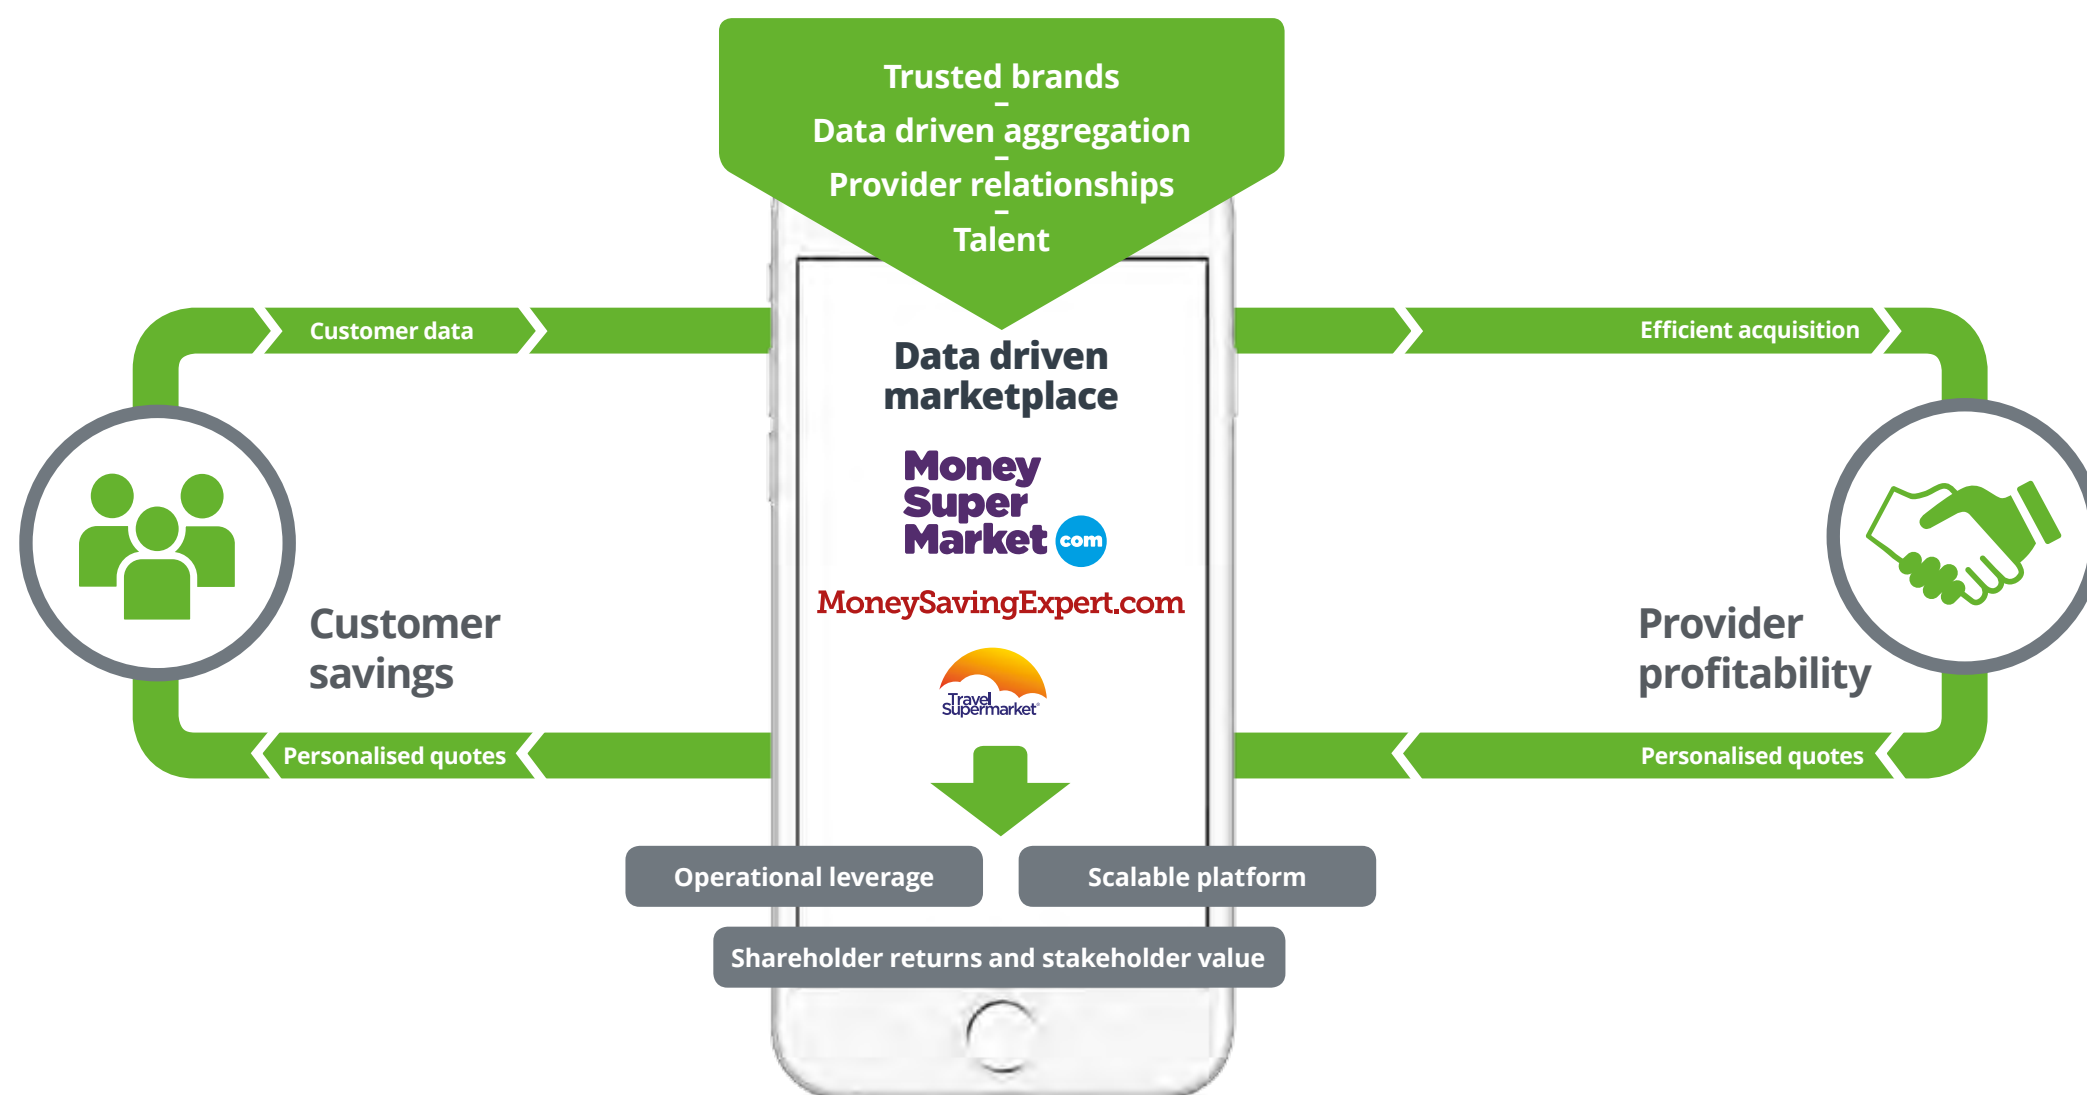 Trusted brands
–
Data driven aggregation
–
Provider relationships
–
Talent
Customer data
Efficient acquisition
Data driven
marketplace
Money
Super
Market com
MoneySavingExpert.com
Travel
Supermarket
Customer
savings
Provider
profitability
Personalised quotes
Personalised quotes
Operational leverage
Scalable platform
Shareholder returns and stakeholder value